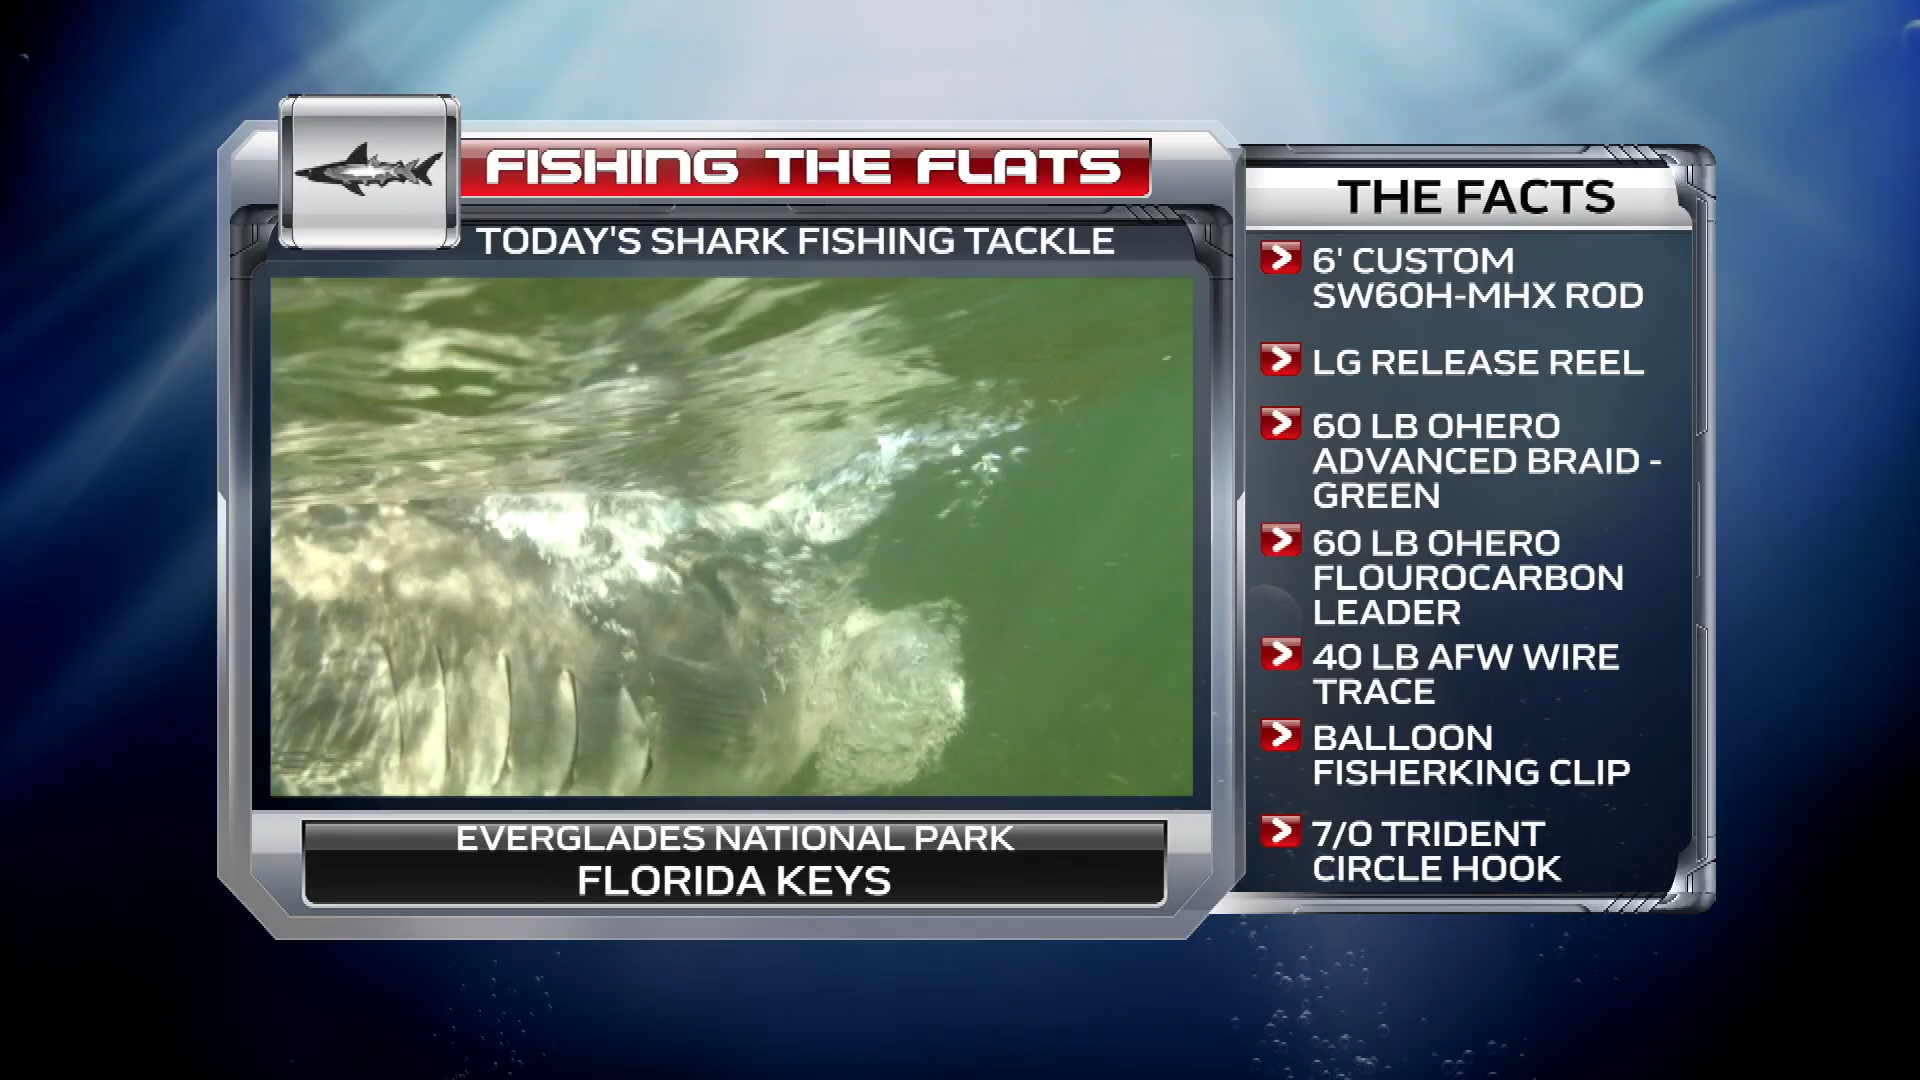 FISHING THE FLATS
TODAY'S SHARK FISHING TACKLE
EVERGLADES NATIONAL PARK
FLORIDA KEYS
THE FACTS
6' CUSTOM
SW60H-MHX ROD
LG RELEASE REEL
60 LB OHERO
ADVANCED BRAID -
GREEN
60 LB OHERO
FLOUROCARBON
LEADER
40 LB AFW WIRE
TRACE
BALLOON
FISHERKING CLIP
7/0 TRIDENT
CIRCLE HOOK